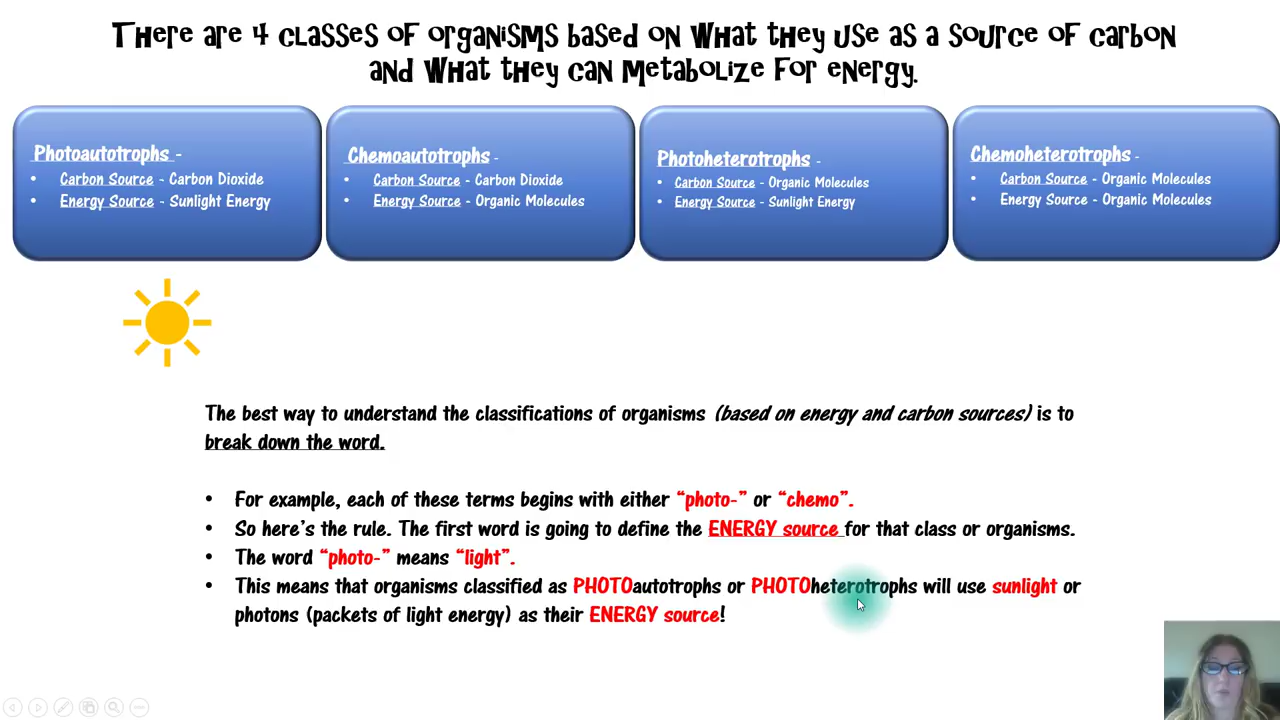 There are 4 classes of organisms based on what they use as a source of carbon
and what they can metabolize for energy.
Photoautotrophs -
• Carbon Source - Carbon Dioxide
• Energy Source - Sunlight Energy
Chemoautotrophs -
• Carbon Source - Carbon Dioxide
• Energy Source - Organic Molecules
Photoheterotrophs -
• Carbon Source - Organic Molecules
• Energy Source - Sunlight Energy
Chemoheterotrophs -
• Carbon Source - Organic Molecules
• Energy Source - Organic Molecules
The best way to understand the classifications of organisms (based on energy and carbon sources) is to
break down the word.
• For example, each of these terms begins with either “photo-” or “chemo”.
• So here’s the rule. The first word is going to define the ENERGY source for that class or organisms.
• The word “photo-” means “light”.
• This means that organisms classified as PHOTOautotrophs or PHOTOheterotrophs will use sunlight or
photons (packets of light energy) as their ENERGY source!